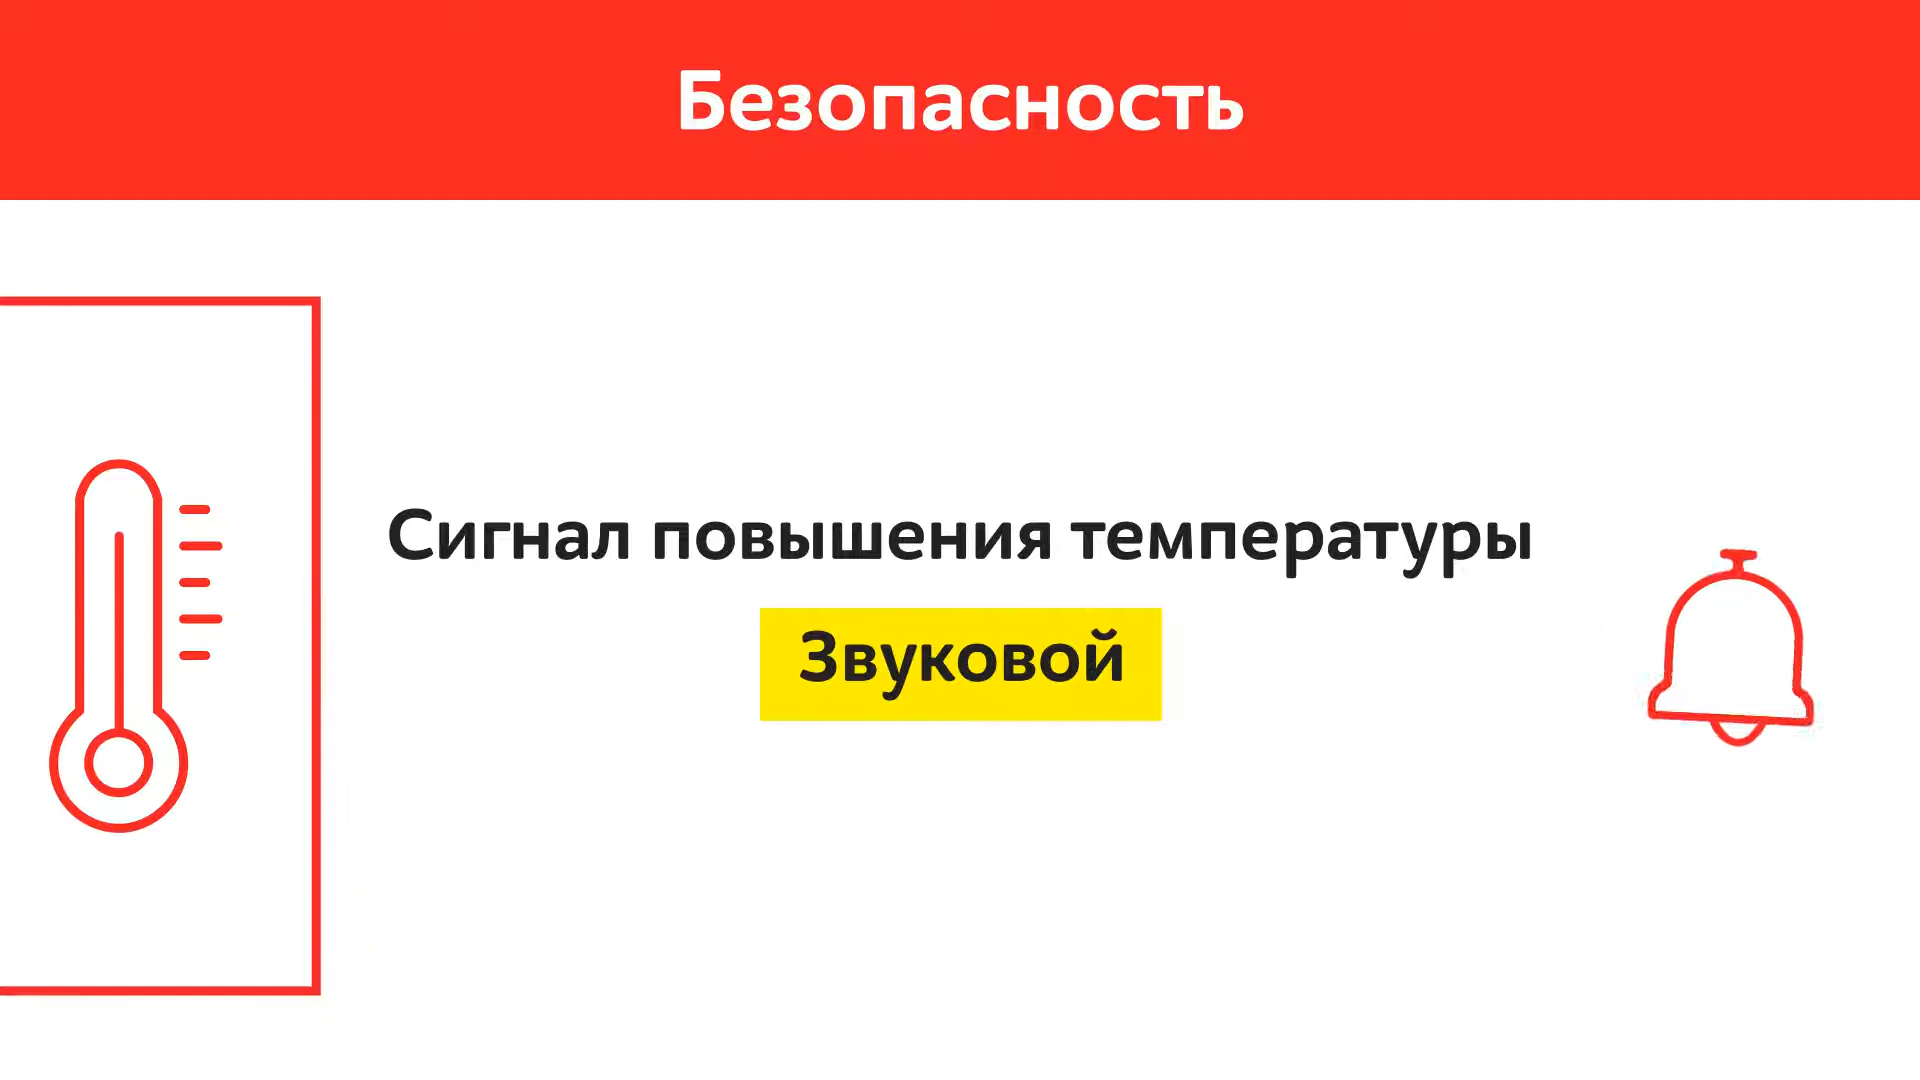 Безопасность
Сигнал повышения температуры
Звуковой